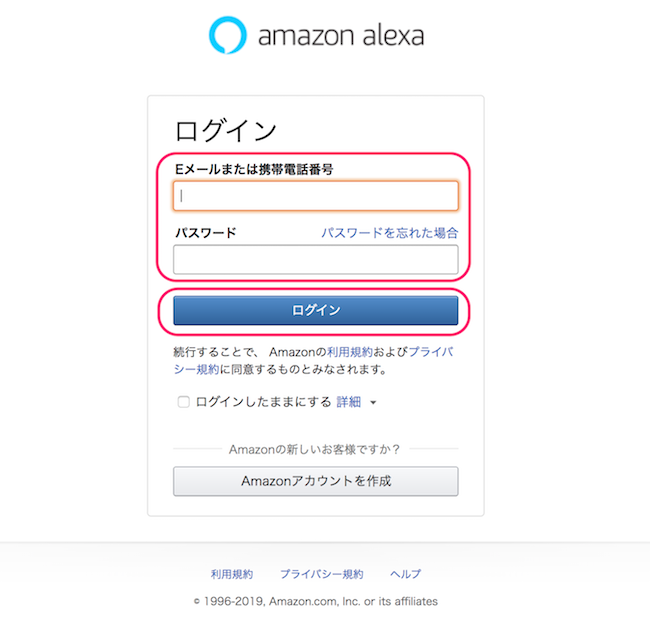 amazon alexa
ログイン
Eメールまたは携帯電話番号
パスワード パスワードを忘れた場合
ログイン
続行することで、 Amazonの利用規約およびプライバ
シー規約に同意するものとみなされます。
ログインしたままにする 詳細
Amazonの新しいお客様ですか？
Amazonアカウントを作成
利用規約 プライバシー規約 ヘルプ
© 1996-2019, Amazon.com, Inc. or its affiliates